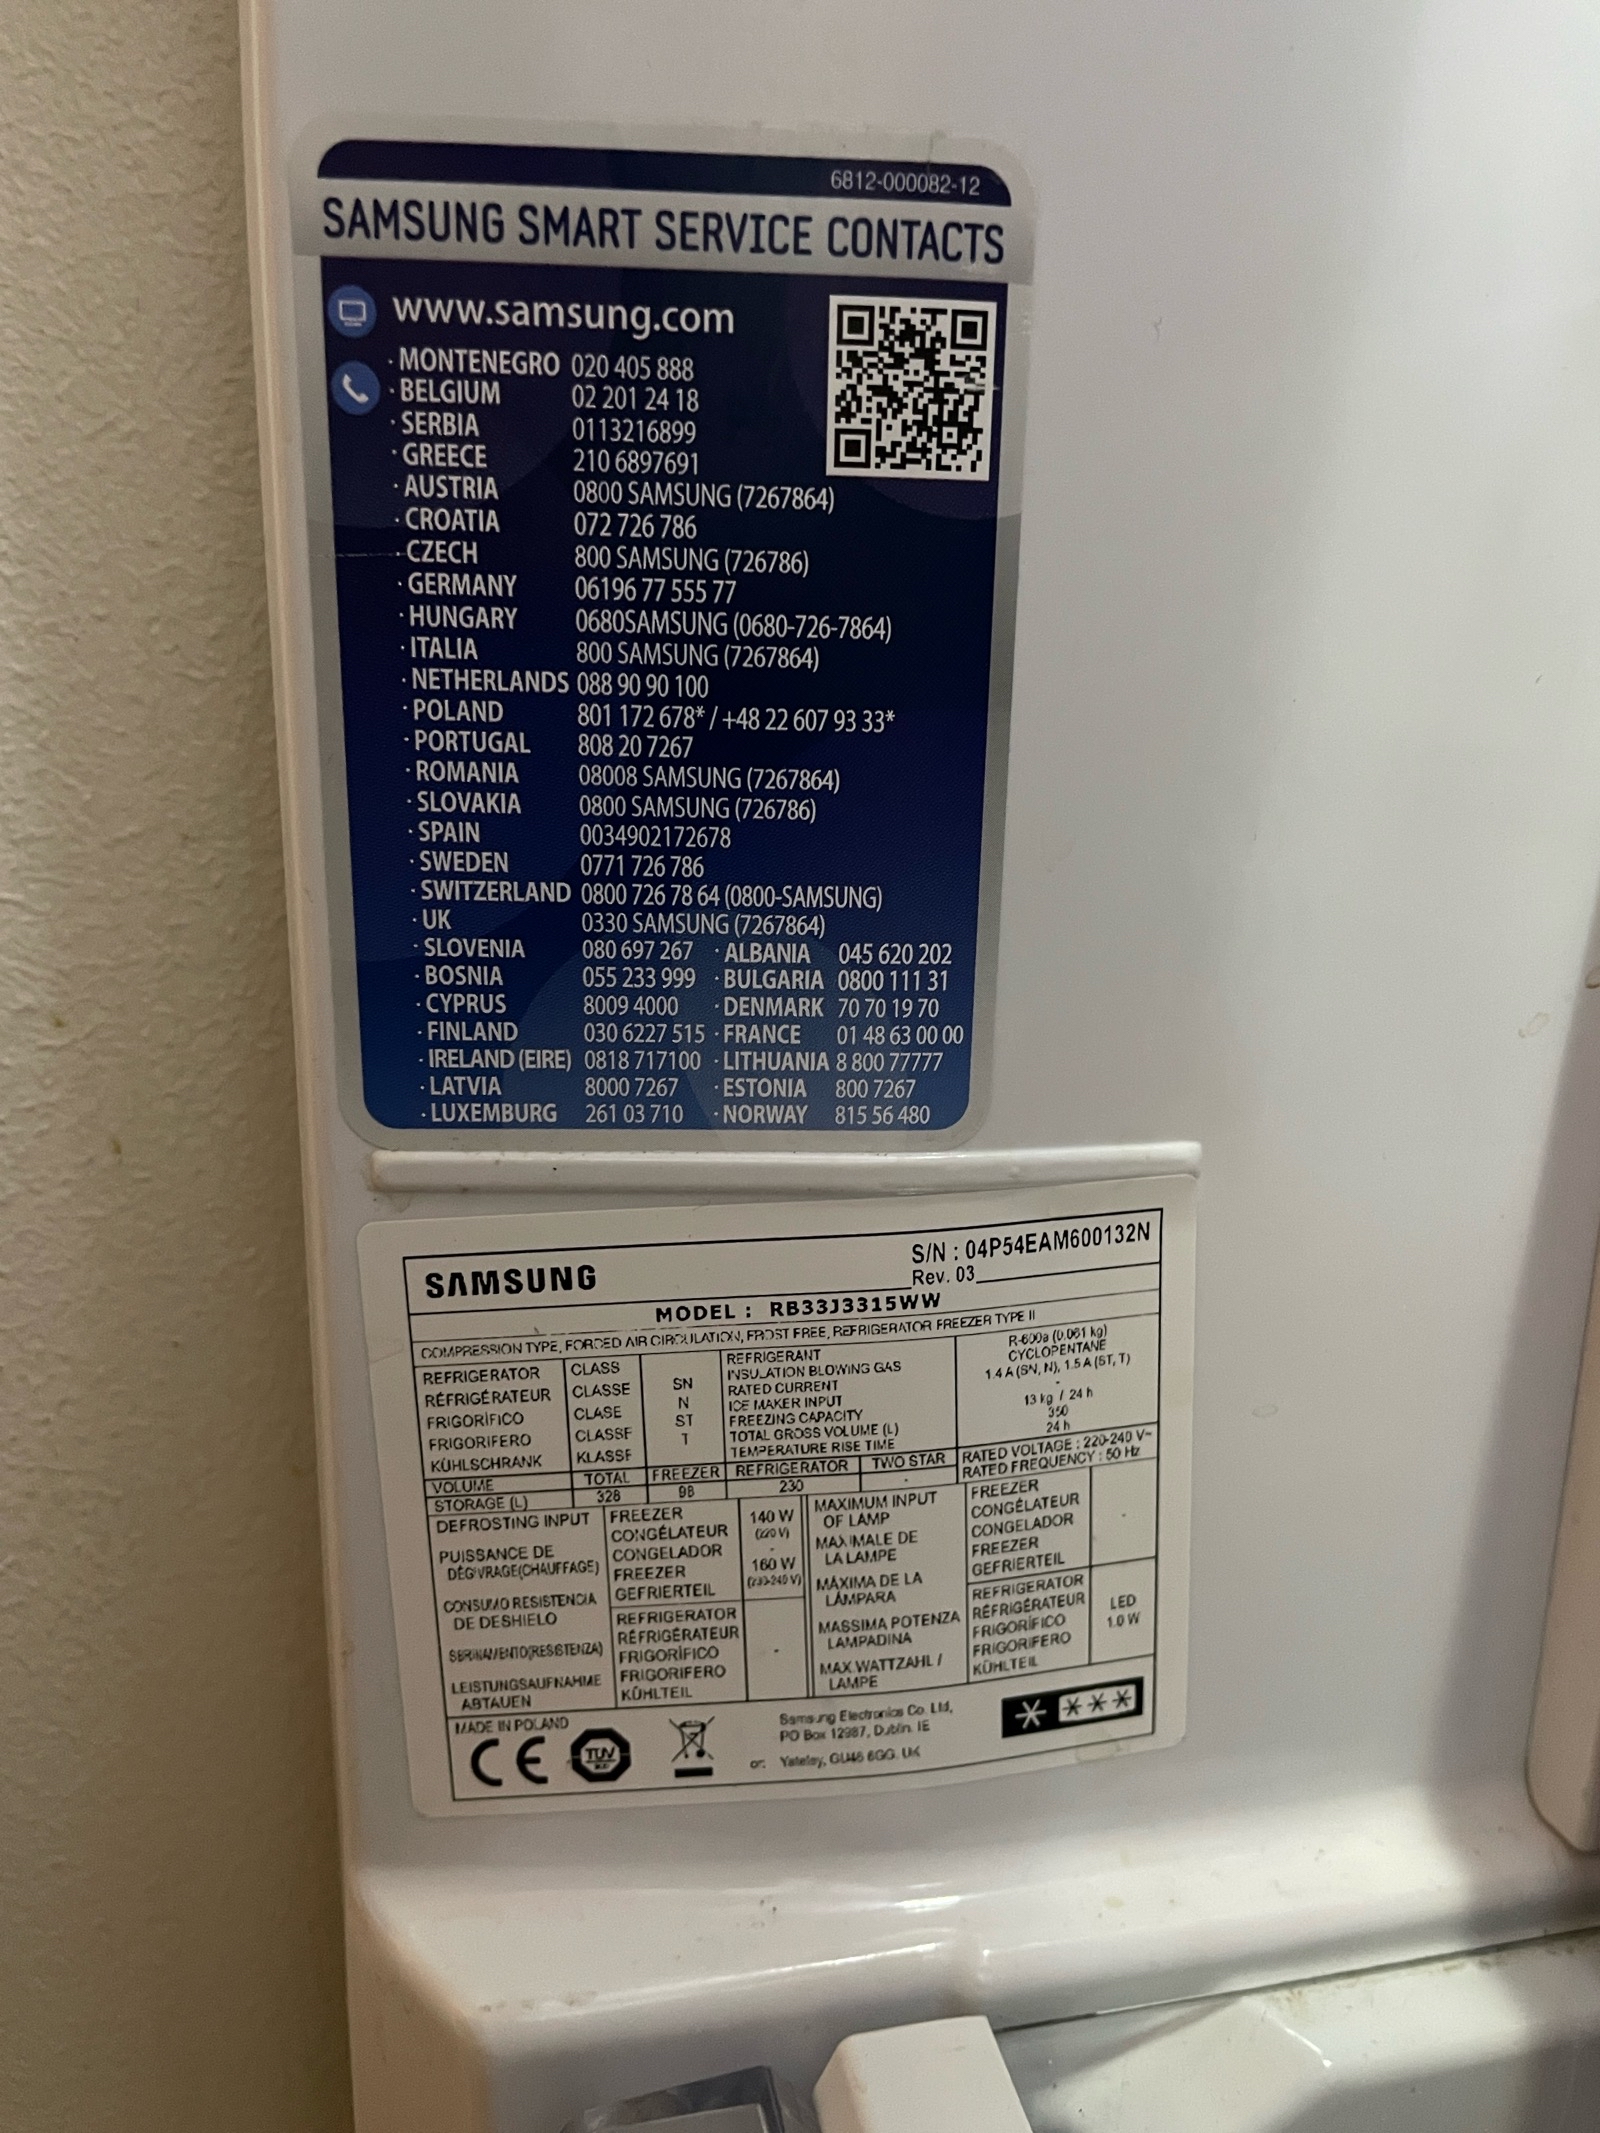 6812-000082-12
SAMSUNG SMART SERVICE CONTACTS
www.samsung.com
· MONTENEGRO 020 405 888
· BELGIUM 02 201 24 18
· SERBIA 0113216899
· GREECE 210 6897691
· AUSTRIA 0800 SAMSUNG (7267864)
· CROATIA 072 726 786
· CZECH 800 SAMSUNG (726786)
· GERMANY 06196 77 555 77
· HUNGARY 0680SAMSUNG (0680-726-7864)
· ITALIA 800 SAMSUNG (7267864)
· NETHERLANDS 088 90 90 100
· POLAND 801 172 678* / +48 22 607 93 33*
· PORTUGAL 808 20 7267
· ROMANIA 08008 SAMSUNG (7267864)
· SLOVAKIA 0800 SAMSUNG (726786)
· SPAIN 0034902172678
· SWEDEN 0771 726 786
· SWITZERLAND 0800 726 78 64 (0800-SAMSUNG)
· UK 0330 SAMSUNG (7267864)
· SLOVENIA 080 697 267 · ALBANIA 045 620 202
· BOSNIA 055 233 999 · BULGARIA 0800 111 31
· CYPRUS 8009 4000 · DENMARK 70 70 19 70
· FINLAND 030 6227 515 · FRANCE 01 48 63 00 00
· IRELAND (EIRE) 0818 717100 · LITHUANIA 8 800 77777
· LATVIA 8000 7267 · ESTONIA 800 7267
· LUXEMBURG 261 03 710 · NORWAY 815 56 480
SAMSUNG
S/N : 04P54EAM600132N
Rev. 03
MODEL : RB33J3315WW
COMPRESSION TYPE, FORCED AIR CIRCULATION, FROST FREE, REFRIGERATOR FREEZER TYPE II
REFRIGERATOR CLASS
RÉFRIGÉRATEUR CLASSE
FRIGORÍFICO CLASE
FRIGORIFERO CLASSE
KÜHLSCHRANK KLASSE
SN
N
ST
T
REFRIGERANT R-600a (0.061 kg)
INSULATION BLOWING GAS CYCLOPENTANE
RATED CURRENT 1.4 A (SN, N), 1.5 A (ST, T)
ICE MAKER INPUT -
FREEZING CAPACITY 13 kg / 24 h
TOTAL GROSS VOLUME (L) 350
TEMPERATURE RISE TIME 24 h
VOLUME TOTAL FREEZER REFRIGERATOR TWO STAR
STORAGE (L) 328 98 230 -
RATED VOLTAGE : 220-240 V~
RATED FREQUENCY : 50 Hz
DEFROSTING INPUT
PUISSANCE DE
DÉGIVRAGE(CHAUFFAGE)
CONSUMO RESISTENCIA
DE DESHIELO
LEISTUNGSAUFNAHME
ABTAUEN
FREEZER
CONGÉLATEUR
CONGELADOR
FREEZER
GEFRIERTEIL
140 W
(220 V)
-
160 W
(230-240 V)
REFRIGERATOR
RÉFRIGÉRATEUR
FRIGORÍFICO
FRIGORIFERO
KÜHLTEIL
-
MAXIMUM INPUT
OF LAMP
MAXIMALE DE
LA LAMPE
MÁXIMA DE LA
LÁMPARA
MASSIMA POTENZA
LAMPADINA
MAX.WATTZAHL /
LAMPE
FREEZER
CONGÉLATEUR
CONGELADOR
FREEZER
GEFRIERTEIL
-
REFRIGERATOR
RÉFRIGÉRATEUR
FRIGORÍFICO
FRIGORIFERO
KÜHLTEIL
LED
1.0 W
MADE IN POLAND
CE
TÜV
Samsung Electronics Co. Ltd,
PO Box 12987, Dublin. IE
or: Yateley, GU46 6GG. UK